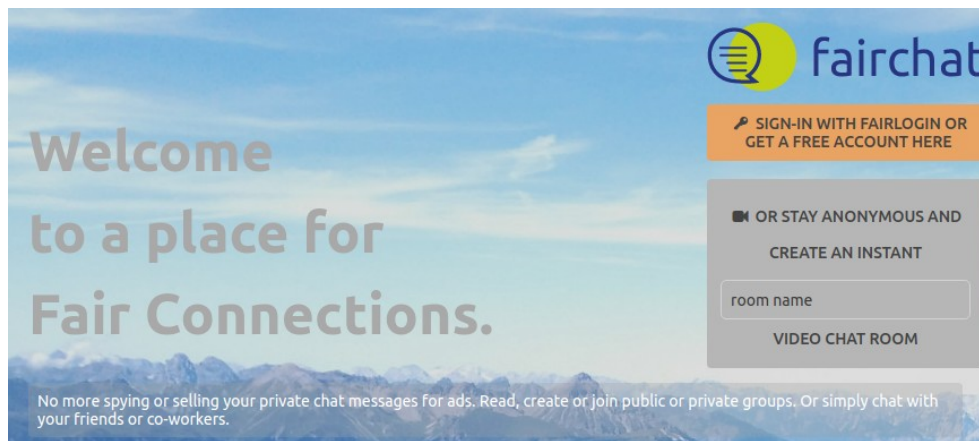 fairchat
SIGN-IN WITH FAIRLOGIN OR
GET A FREE ACCOUNT HERE
Welcome
to a place for
Fair Connections.
OR STAY ANONYMOUS AND
CREATE AN INSTANT
room name
VIDEO CHAT ROOM
No more spying or selling your private chat messages for ads. Read, create or join public or private groups. Or simply chat with
your friends or co-workers.